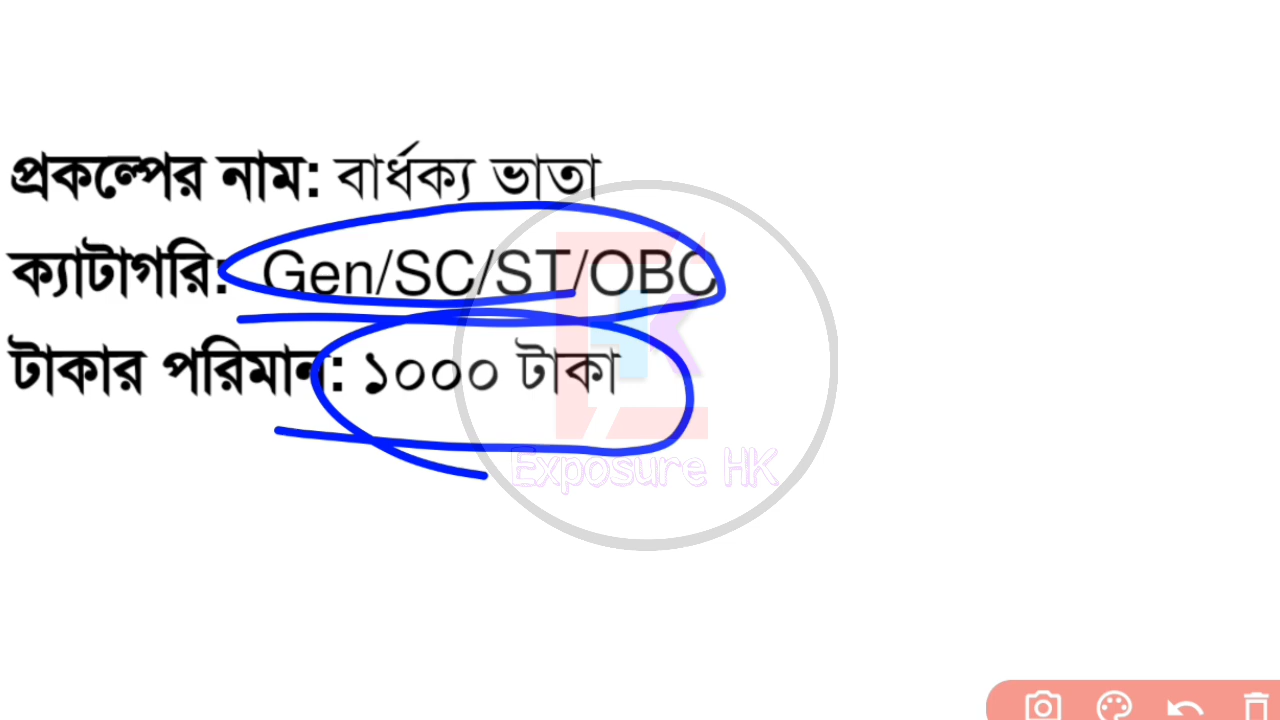 প্রকল্পের নাম: বার্ধক্য ভাতা
ক্যাটাগরি: Gen/SC/ST/OBC
টাকার পরিমান: ১০০০ টাকা
Exposure HK